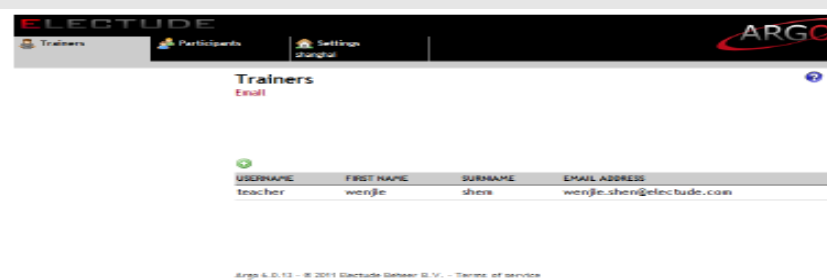 ELECTUDE
Trainers Participants Settings ARGO
shanghai
Trainers
Email
USERNAME FIRST NAME SURNAME EMAIL ADDRESS
teacher wenjie shen wenjie.shen@electude.com
Argo 6.0.13 - © 2011 Electude Beheer B.V. - Terms of service